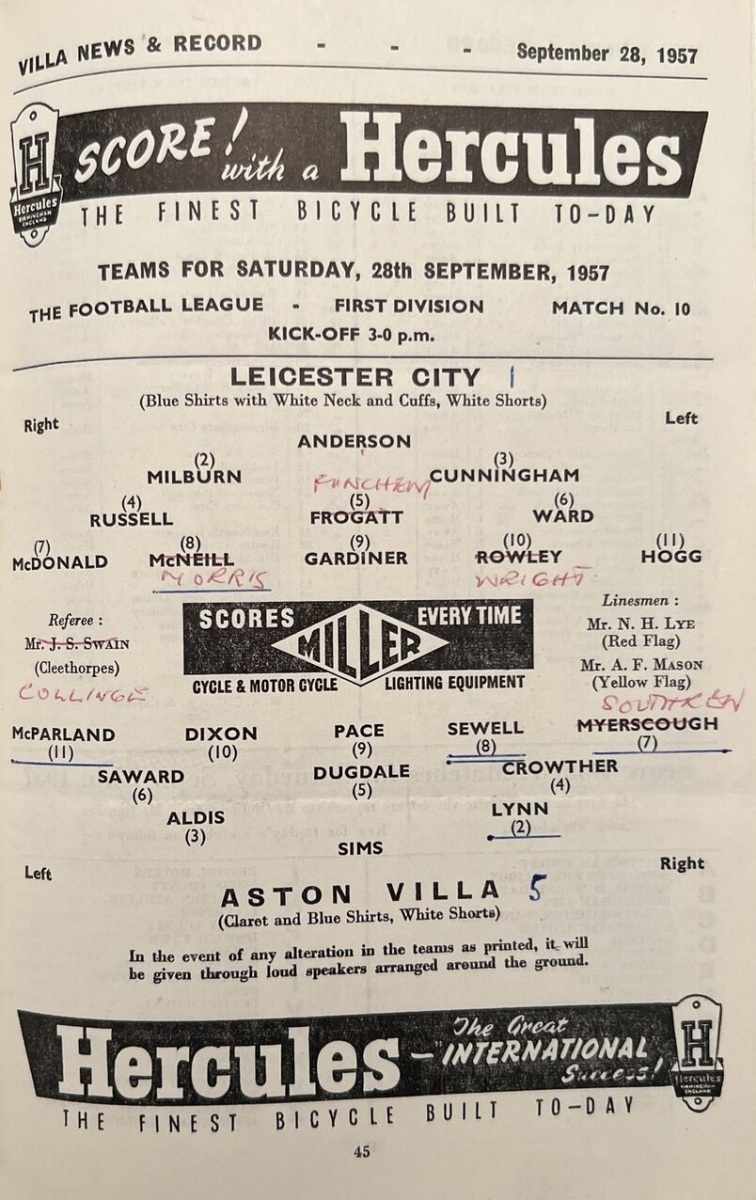 VILLA NEWS & RECORD - - - September 28, 1957
H Hercules BIRMINGHAM ENGLAND
SCORE! with a Hercules
THE FINEST BICYCLE BUILT TO-DAY
TEAMS FOR SATURDAY, 28th SEPTEMBER, 1957
THE FOOTBALL LEAGUE - FIRST DIVISION MATCH No. 10
KICK-OFF 3-0 p.m.
LEICESTER CITY 1
(Blue Shirts with White Neck and Cuffs, White Shorts)
Right Left
ANDERSON
(2) (3)
MILBURN CUNNINGHAM
(4) (5) (6)
RUSSELL FROGATT WARD
(7) (8) (9) (10) (11)
McDONALD McNEILL GARDINER ROWLEY HOGG
MORRIS WRIGHT
Referee :
Mr. J. S. SWAIN
(Cleethorpes)
COLLINGE
SCORES MILLER EVERY TIME
CYCLE & MOTOR CYCLE LIGHTING EQUIPMENT
Linesmen :
Mr. N. H. LYE
(Red Flag)
Mr. A. F. MASON
(Yellow Flag)
SOUTHREN
McPARLAND DIXON PACE SEWELL MYERSCOUGH
(11) (10) (9) (8) (7)
SAWARD DUGDALE CROWTHER
(6) (5) (4)
ALDIS LYNN
(3) (2)
SIMS
Left Right
ASTON VILLA 5
(Claret and Blue Shirts, White Shorts)
In the event of any alteration in the teams as printed, it will
be given through loud speakers arranged around the ground.
Hercules - The Great "INTERNATIONAL Success!
H Hercules BIRMINGHAM ENGLAND
THE FINEST BICYCLE BUILT TO-DAY
45